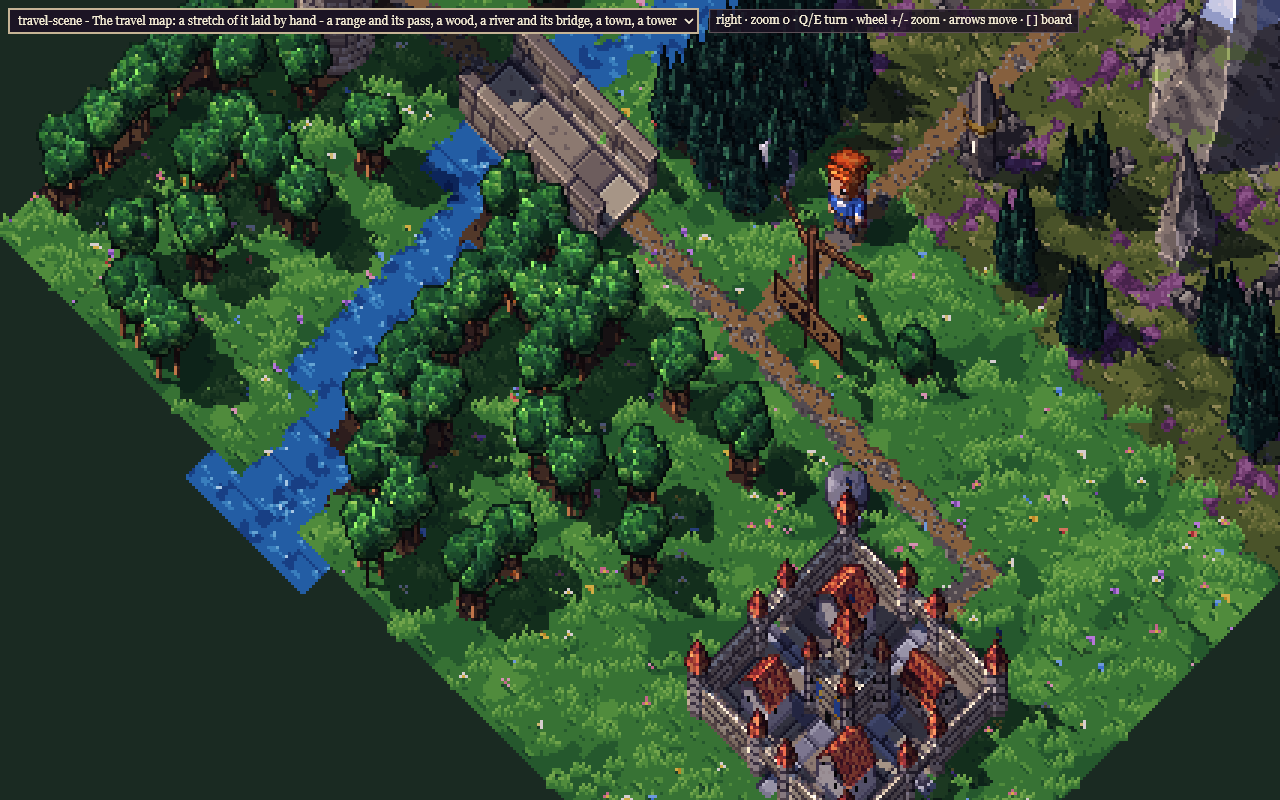 travel-scene - The travel map: a stretch of it laid by hand - a range and its pass, a wood, a river and its bridge, a town, a tower
right · zoom 0 · Q/E turn · wheel +/- zoom · arrows move · [ ] board